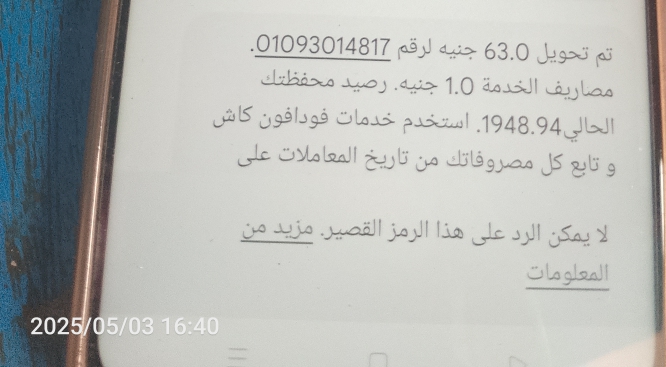 تم تحويل 63.0 جنيه لرقم 01093014817.
مصاريف الخدمة 1.0 جنيه. رصيد محفظتك
الحالي1948.94. استخدم خدمات فودافون كاش
و تابع كل مصروفاتك من تاريخ المعاملات على
لا يمكن الرد على هذا الرمز القصير. مزيد من
المعلومات
2025/05/03 16:40